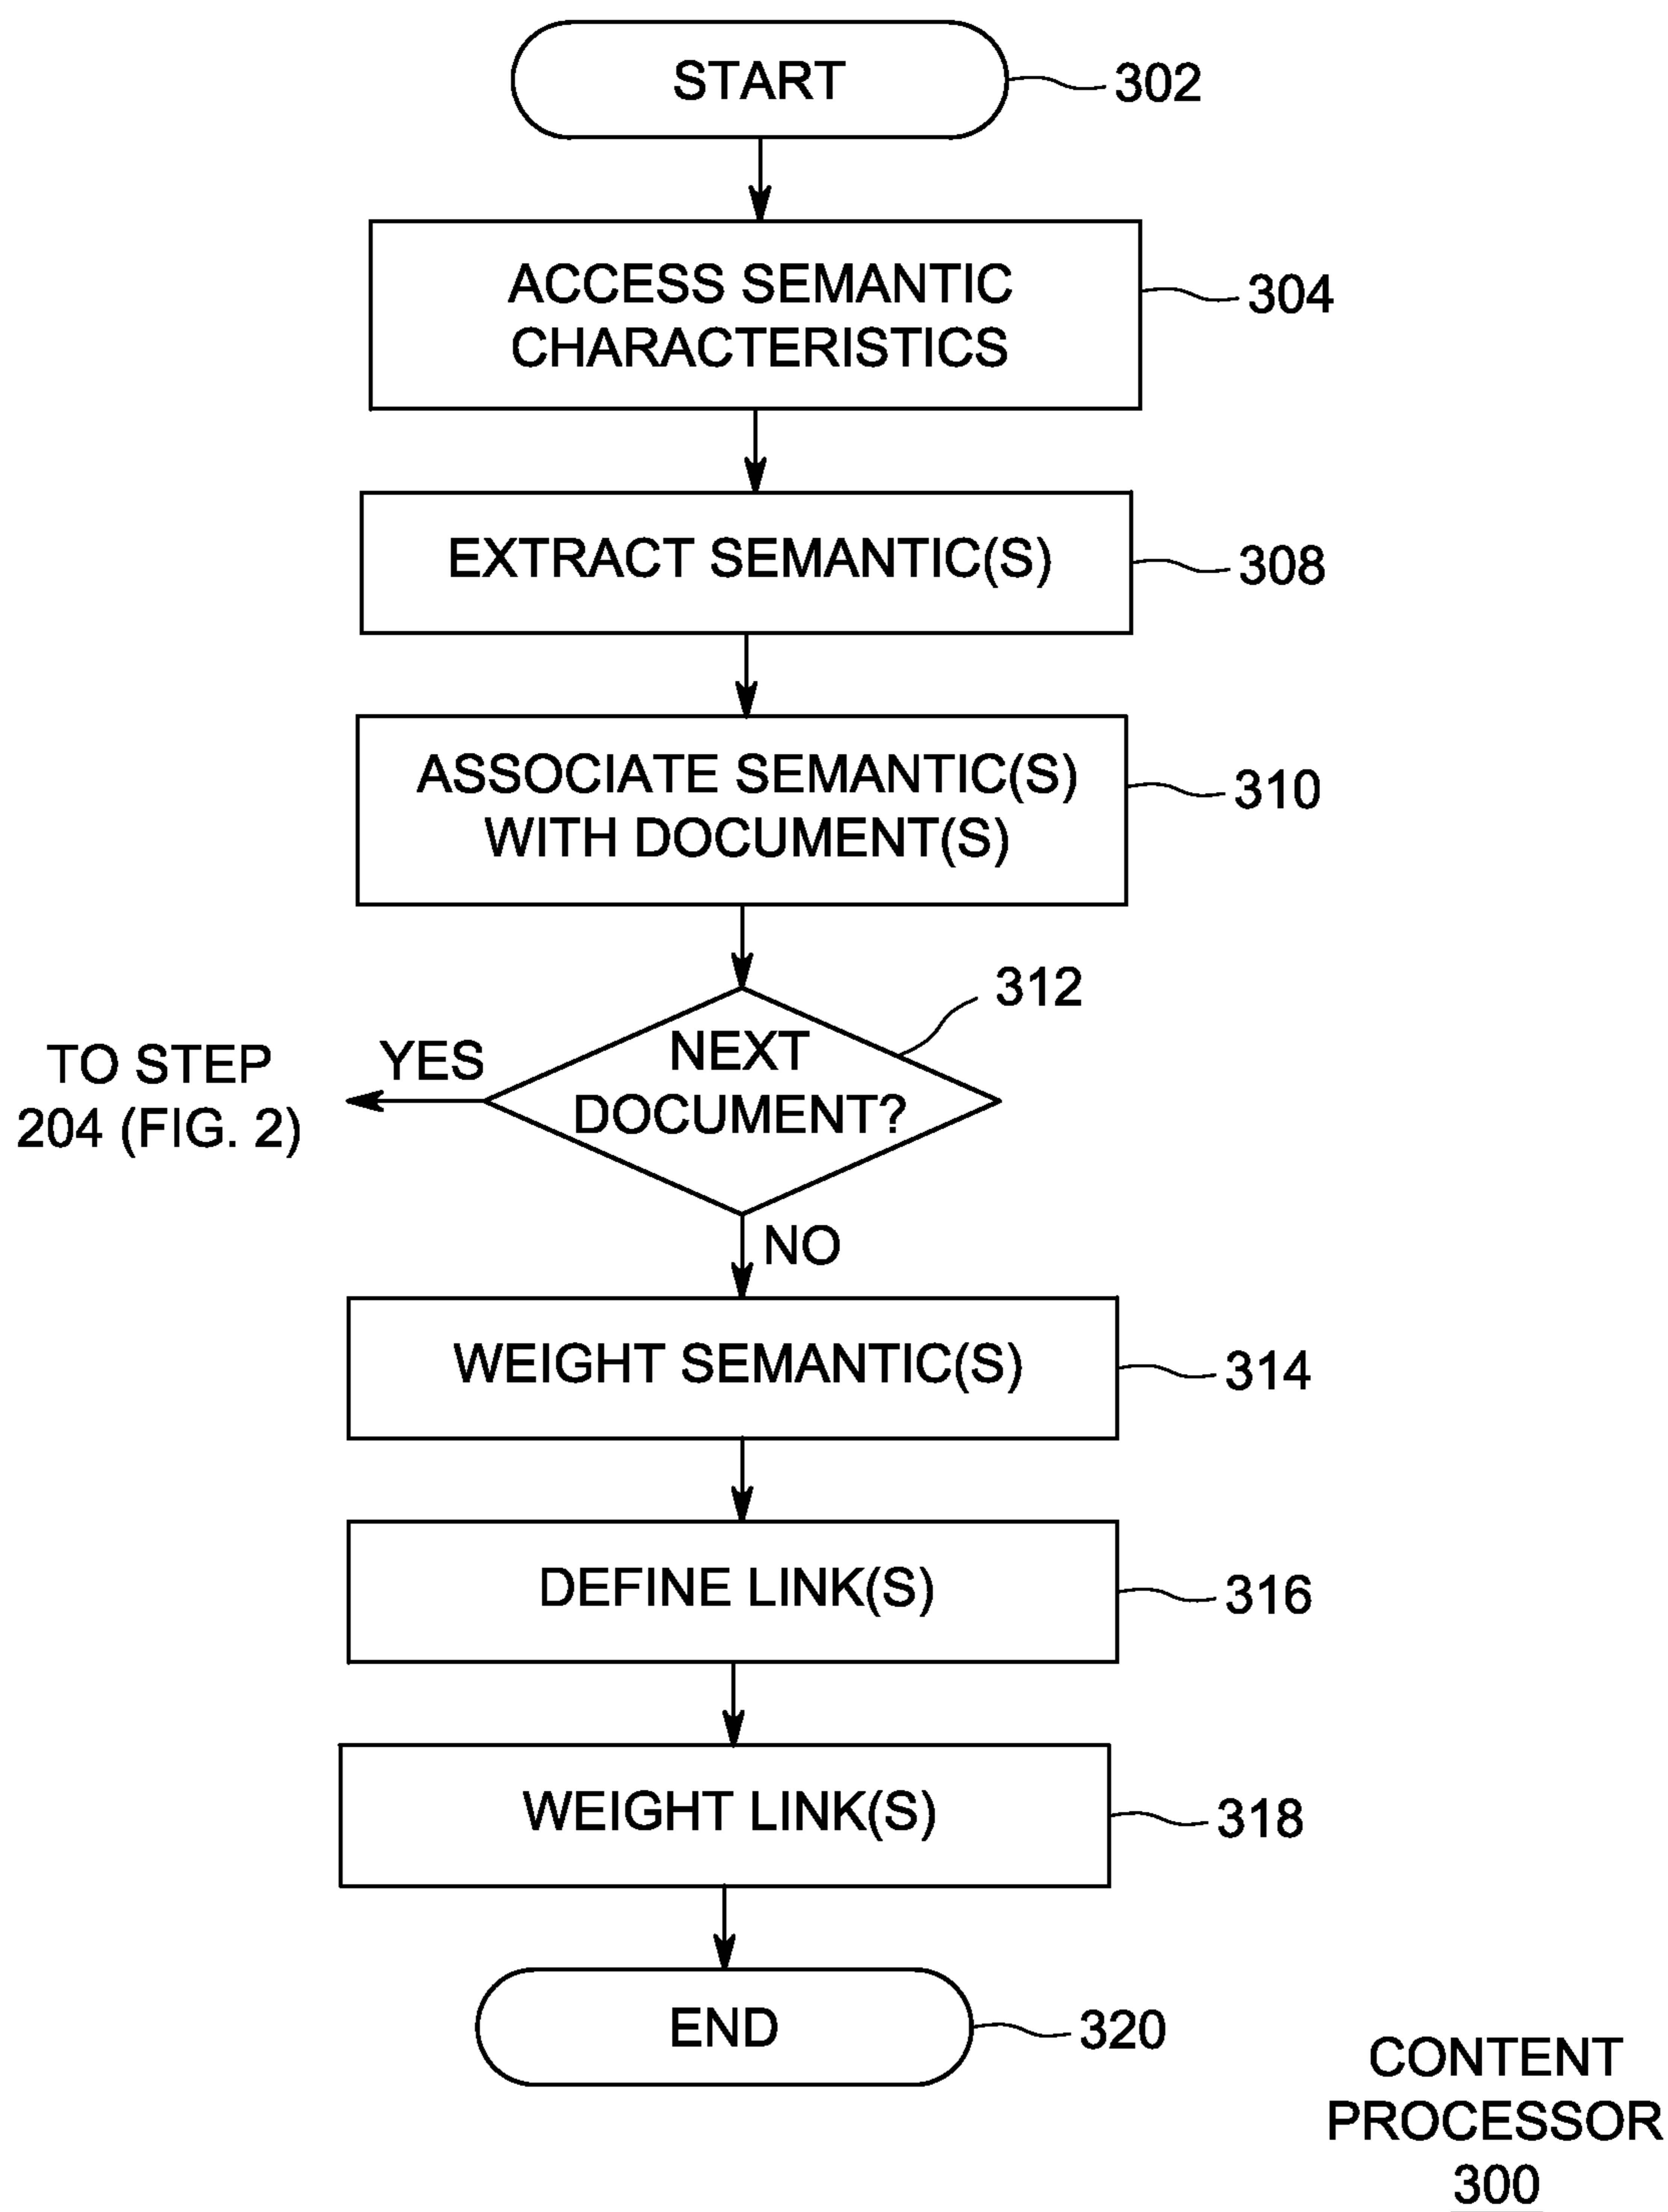 START
302
ACCESS SEMANTIC
CHARACTERISTICS
304
EXTRACT SEMANTIC(S)
308
ASSOCIATE SEMANTIC(S)
WITH DOCUMENT(S)
310
312
NEXT
DOCUMENT?
YES
TO STEP
204 (FIG. 2)
NO
WEIGHT SEMANTIC(S)
314
DEFINE LINK(S)
316
WEIGHT LINK(S)
318
END
320
CONTENT
PROCESSOR
300